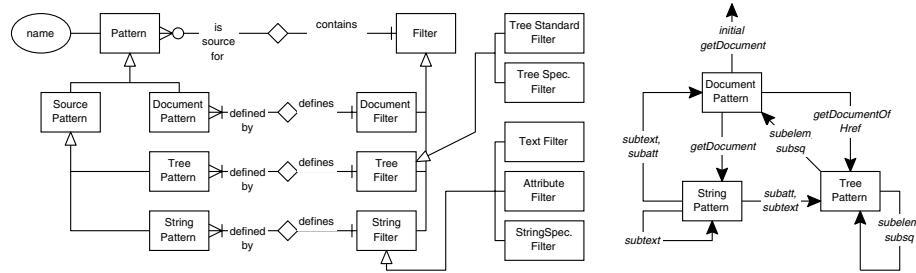 name
Pattern
is
source
for
contains
Filter
Tree Standard
Filter
Tree Spec.
Filter
Source
Pattern
Document
Pattern
defined
by
defines
Document
Filter
Tree
Pattern
defined
by
defines
Tree
Filter
Text Filter
Attribute
Filter
String
Pattern
defined
by
defines
String
Filter
StringSpec.
Filter
initial
getDocument
Document
Pattern
subtext,
subatt
getDocument
subelem
subsq
getDocumentOf
Href
String
Pattern
subatt,
subtext
Tree
Pattern
subtext
subelem
subsq